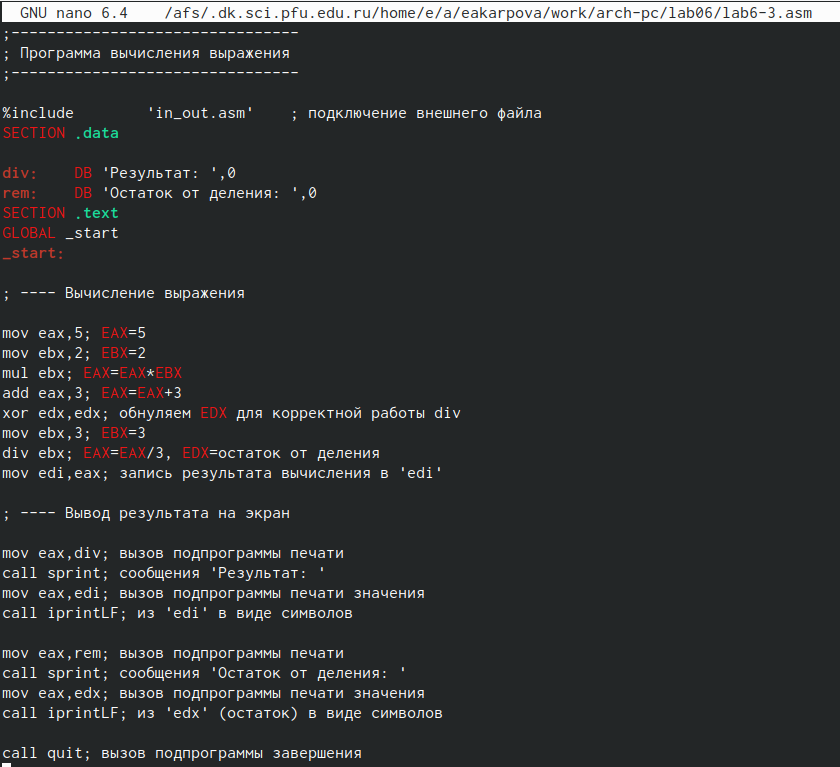 GNU nano 6.4    /afs/.dk.sci.pfu.edu.ru/home/e/a/eakarpova/work/arch-pc/lab06/lab6-3.asm
;--------------------------------
; Программа вычисления выражения
;--------------------------------
%include        'in_out.asm'    ; подключение внешнего файла
SECTION .data
div:    DB 'Результат: ',0
rem:    DB 'Остаток от деления: ',0
SECTION .text
GLOBAL _start
_start:
; ---- Вычисление выражения
mov eax,5; EAX=5
mov ebx,2; EBX=2
mul ebx; EAX=EAX*EBX
add eax,3; EAX=EAX+3
xor edx,edx; обнуляем EDX для корректной работы div
mov ebx,3; EBX=3
div ebx; EAX=EAX/3, EDX=остаток от деления
mov edi,eax; запись результата вычисления в 'edi'
; ---- Вывод результата на экран
mov eax,div; вызов подпрограммы печати
call sprint; сообщения 'Результат: '
mov eax,edi; вызов подпрограммы печати значения
call iprintLF; из 'edi' в виде символов
mov eax,rem; вызов подпрограммы печати
call sprint; сообщения 'Остаток от деления: '
mov eax,edx; вызов подпрограммы печати значения
call iprintLF; из 'edx' (остаток) в виде символов
call quit; вызов подпрограммы завершения